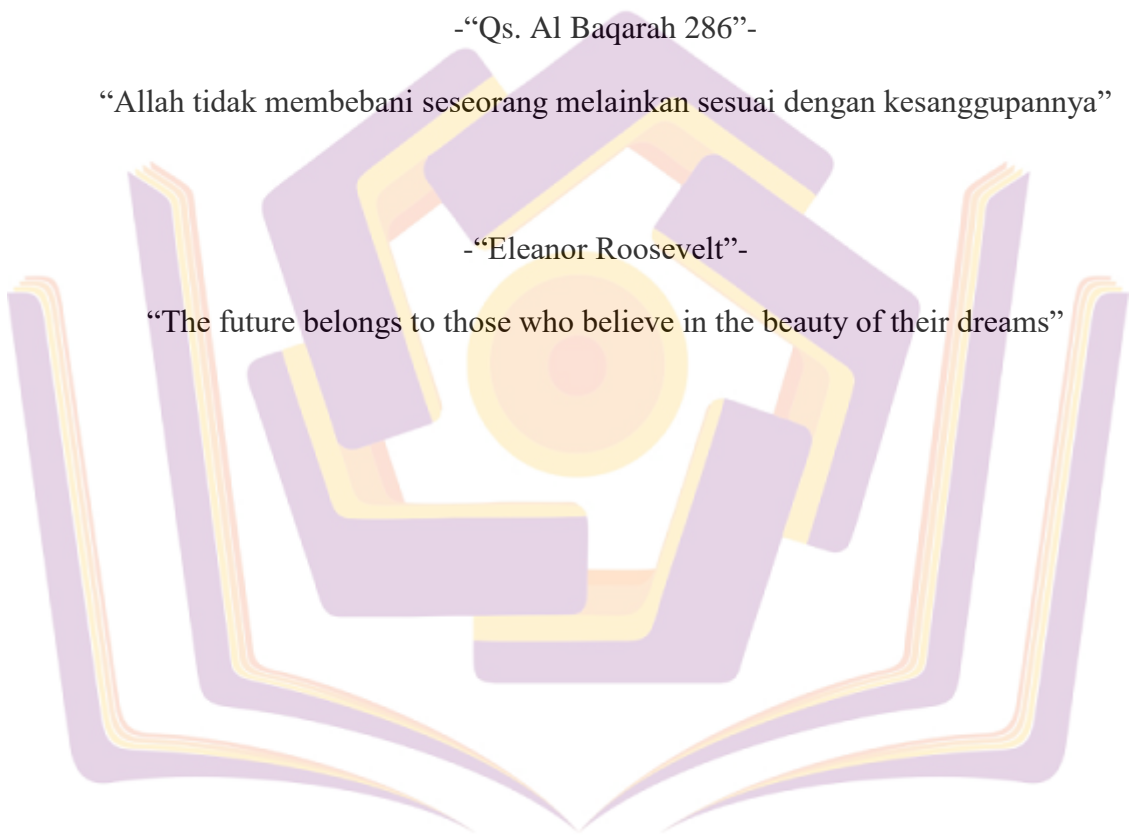 -“Qs. Al Baqarah 286”-
“Allah tidak membebani seseorang melainkan sesuai dengan kesanggupannya”
-“Eleanor Roosevelt”-
“The future belongs to those who believe in the beauty of their dreams”